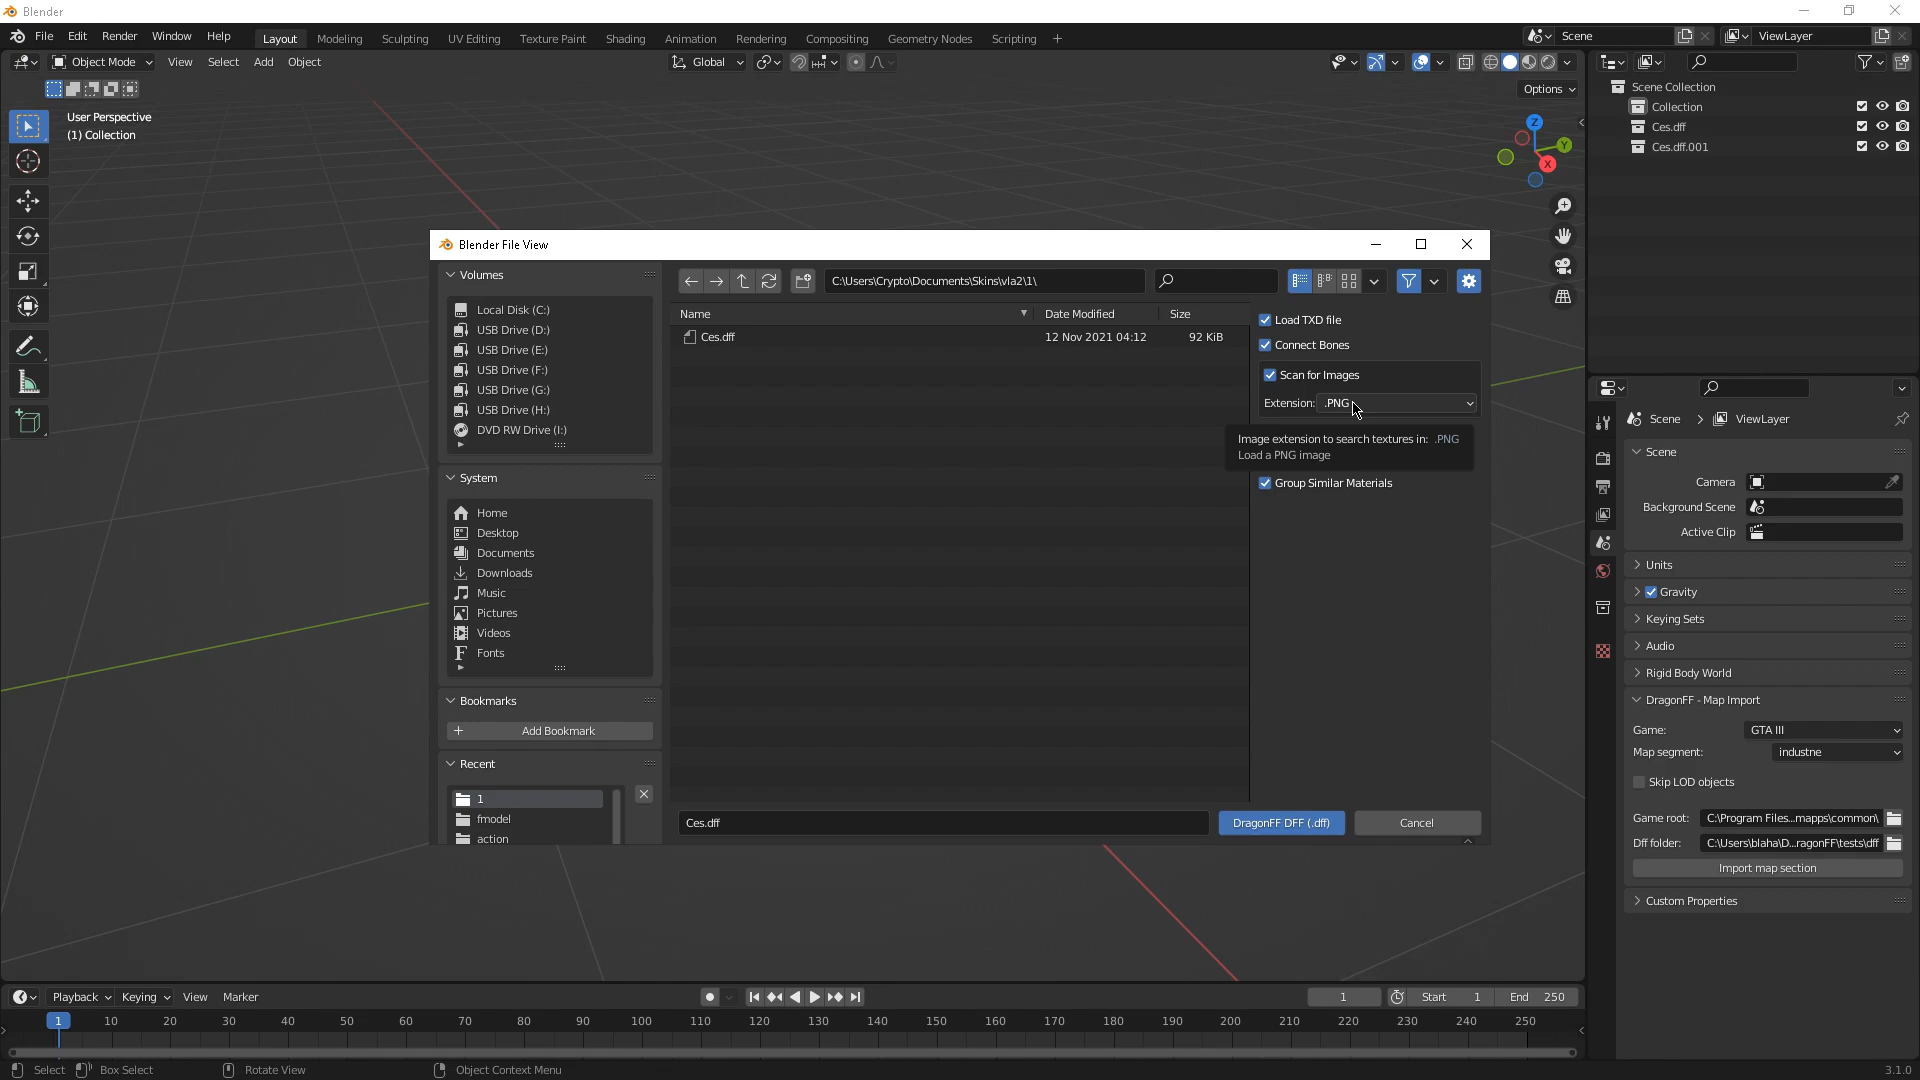 Blender
File Edit Render Window Help
Layout Modeling Sculpting UV Editing Texture Paint Shading Animation Rendering Compositing Geometry Nodes Scripting +
Scene
ViewLayer
Object Mode View Select Add Object
Global
Options
User Perspective
(1) Collection
Z
Y
X
Scene Collection
Collection
Ces.dff
Ces.dff.001
Blender File View
Volumes
Local Disk (C:)
USB Drive (D:)
USB Drive (E:)
USB Drive (F:)
USB Drive (G:)
USB Drive (H:)
DVD RW Drive (I:)
System
Home
Desktop
Documents
Downloads
Music
Pictures
Videos
Fonts
Bookmarks
Add Bookmark
Recent
1
fmodel
action
C:\Users\Crypto\Documents\Skins\vla2\1\
Name Date Modified Size
Ces.dff 12 Nov 2021 04:12 92 KiB
Load TXD file
Connect Bones
Scan for Images
Extension: .PNG
Image extension to search textures in: .PNG
Load a PNG image
Group Similar Materials
Ces.dff
DragonFF DFF (.dff)
Cancel
Scene > ViewLayer
Scene
Camera
Background Scene
Active Clip
Units
Gravity
Keying Sets
Audio
Rigid Body World
DragonFF - Map Import
Game: GTA III
Map segment: industne
Skip LOD objects
Game root: C:\Program Files...mapps\common\
Dff folder: C:\Users\blaha\D...ragonFF\tests\dff
Import map section
Custom Properties
Playback Keying View Marker
1
Start 1
End 250
1 10 20 30 40 50 60 70 80 90 100 110 120 130 140 150 160 170 180 190 200 210 220 230 240 250
Select Box Select Rotate View Object Context Menu
3.1.0